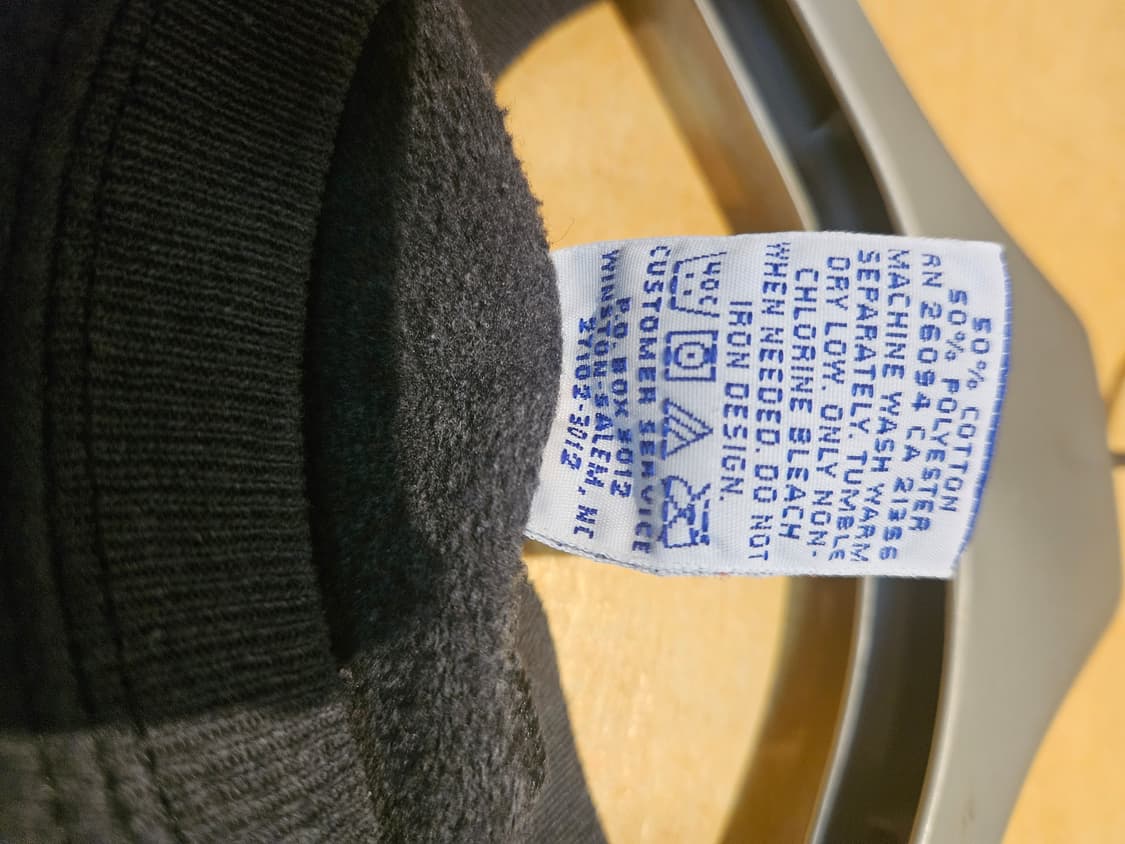 50% COTTON
50% POLYESTER
RN 26094 CA 21356
MACHINE WASH WARM
SEPARATELY. TUMBLE
DRY LOW. ONLY NON-
CHLORINE BLEACH
WHEN NEEDED. DO NOT
IRON DESIGN.
40C
CUSTOMER SERVICE
P.O. BOX 3012
WINSTON-SALEM, NC
27102-3012